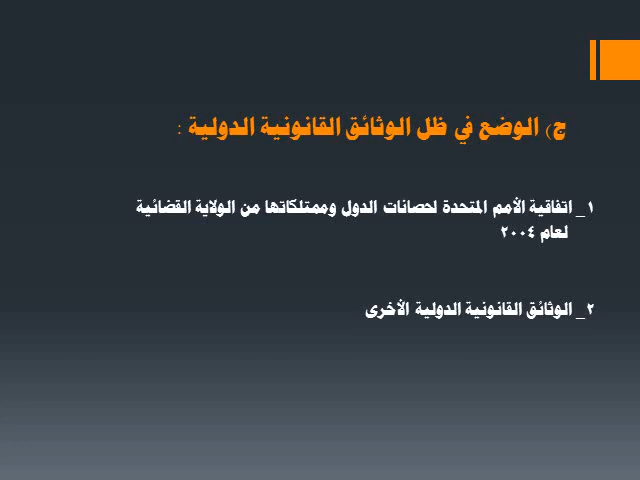 ج) الوضع في ظل الوثائق القانونية الدولية :
١_ اتفاقية الأمم المتحدة لحصانات الدول وممتلكاتها من الولاية القضائية
لعام ٢٠٠٤
٢_ الوثائق القانونية الدولية الأخرى